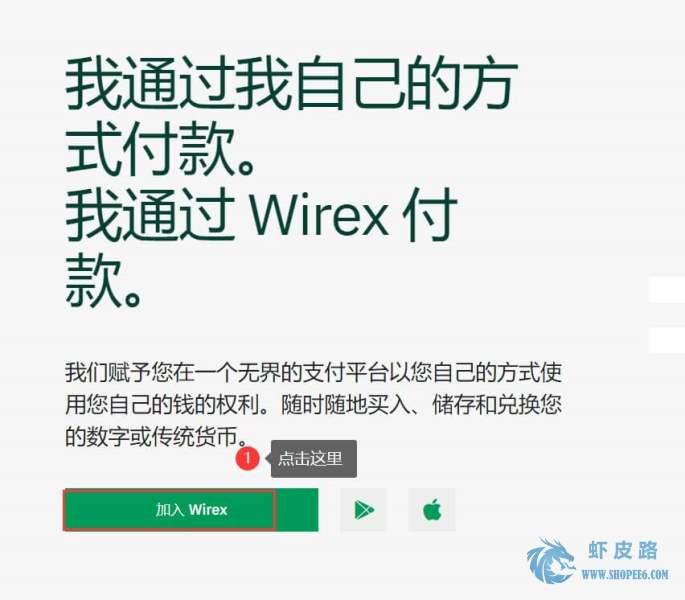 我通过我自己的方
式付款。
我通过 Wirex 付
款。
我们赋予您在一个无界的支付平台以您自己的方式使
用您自己的钱的权利。随时随地买入、储存和兑换您
的数字或传统货币。
1 点击这里
加入 Wirex
虾皮路
WWW.SHOPEE6.COM